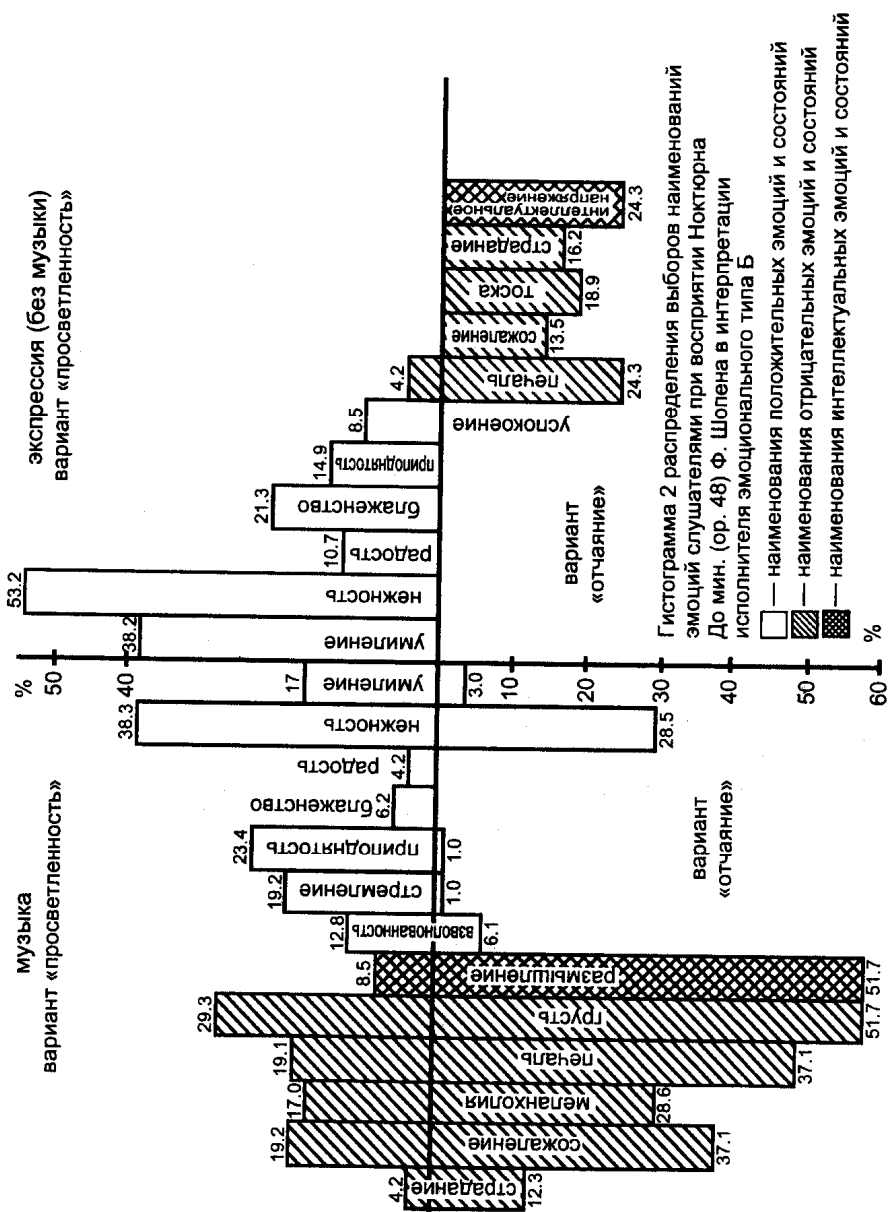 музыка
вариант «просветленность»
экспрессия (без музыки)
вариант «просветленность»
%
50
40
4.2
19.2
17.0
19.1
29.3
8.5
12.8
19.2
23.4
6.2
4.2
38.3
17
38.2
53.2
10.7
21.3
14.9
8.5
4.2
страдание
сожаление
меланхолия
печаль
грусть
размышление
взволнованность
стремление
приподнятость
блаженство
радость
нежность
умиление
умиление
нежность
радость
блаженство
приподнятость
успокоение
печаль
сожаление
тоска
страдание
интеллектуальное
напряжение
12.3
37.1
28.6
37.1
51.7
51.7
6.1
1.0
1.0
28.5
3.0
24.3
13.5
18.9
16.2
24.3
10
20
30
40
50
60
%
вариант
«отчаяние»
вариант
«отчаяние»
Гистограмма 2 распределения выборов наименований
эмоций слушателями при восприятии Ноктюрна
До мин. (ор. 48) Ф. Шопена в интерпретации
исполнителя эмоционального типа Б
— наименования положительных эмоций и состояний
— наименования отрицательных эмоций и состояний
— наименования интеллектуальных эмоций и состояний